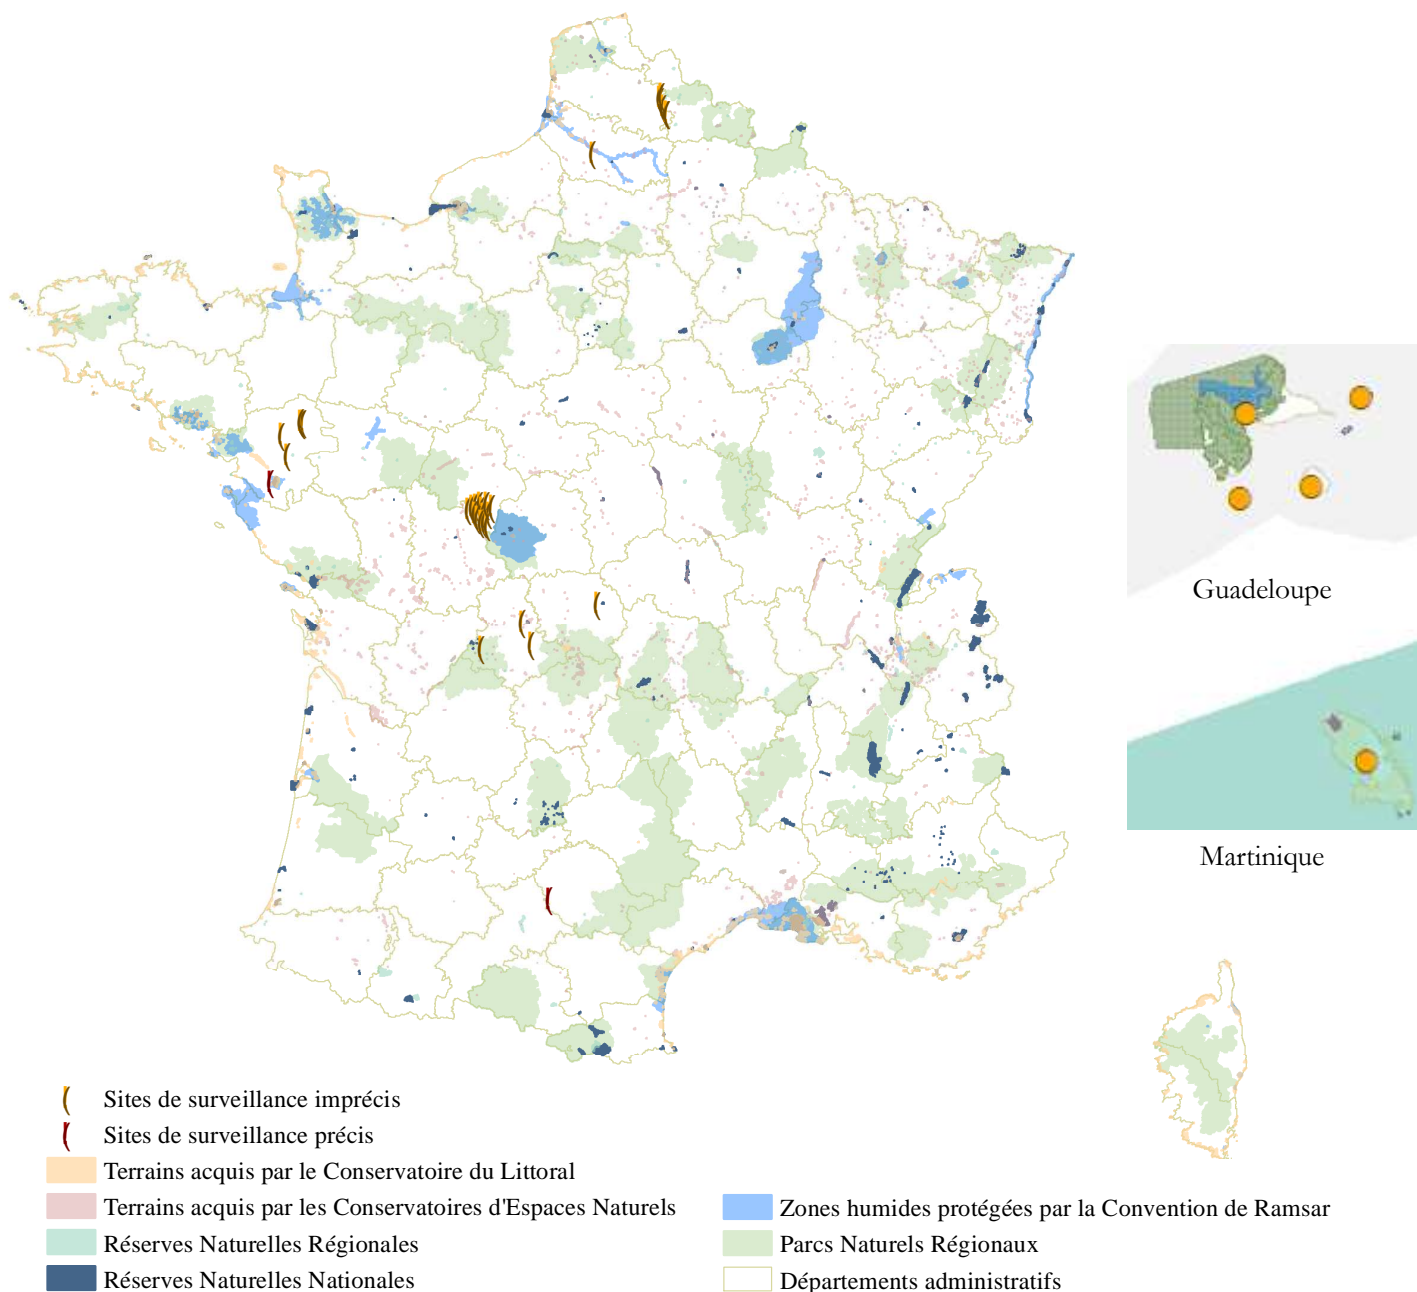 Guadeloupe
Martinique
Sites de surveillance imprécis
Sites de surveillance précis
Terrains acquis par le Conservatoire du Littoral
Terrains acquis par les Conservatoires d'Espaces Naturels
Réserves Naturelles Régionales
Réserves Naturelles Nationales
Zones humides protégées par la Convention de Ramsar
Parcs Naturels Régionaux
Départements administratifs